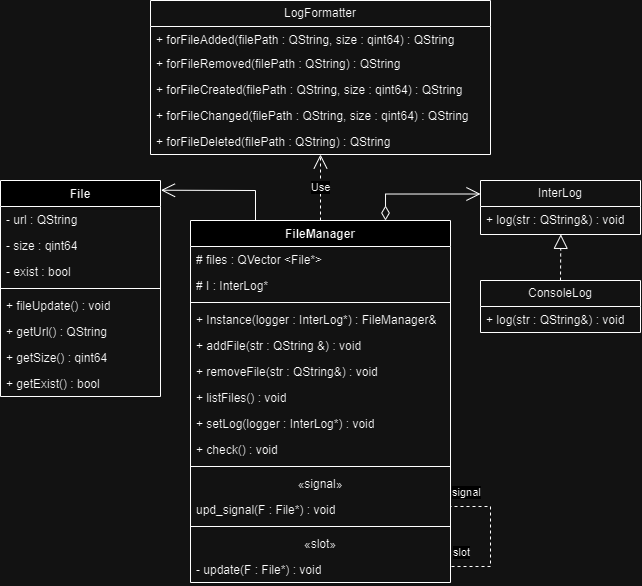 LogFormatter
+ forFileAdded(filePath : QString, size : qint64) : QString
+ forFileRemoved(filePath : QString) : QString
+ forFileCreated(filePath : QString, size : qint64) : QString
+ forFileChanged(filePath : QString, size : qint64) : QString
+ forFileDeleted(filePath : QString) : QString
Use
File
- url : QString
- size : qint64
- exist : bool
+ fileUpdate() : void
+ getUrl() : QString
+ getSize() : qint64
+ getExist() : bool
FileManager
# files : QVector <File*>
# l : InterLog*
+ Instance(logger : InterLog*) : FileManager&
+ addFile(str : QString &) : void
+ removeFile(str : QString&) : void
+ listFiles() : void
+ setLog(logger : InterLog*) : void
+ check() : void
«signal»
upd_signal(F : File*) : void
«slot»
- update(F : File*) : void
signal
slot
InterLog
+ log(str : QString&) : void
ConsoleLog
+ log(str : QString&) : void